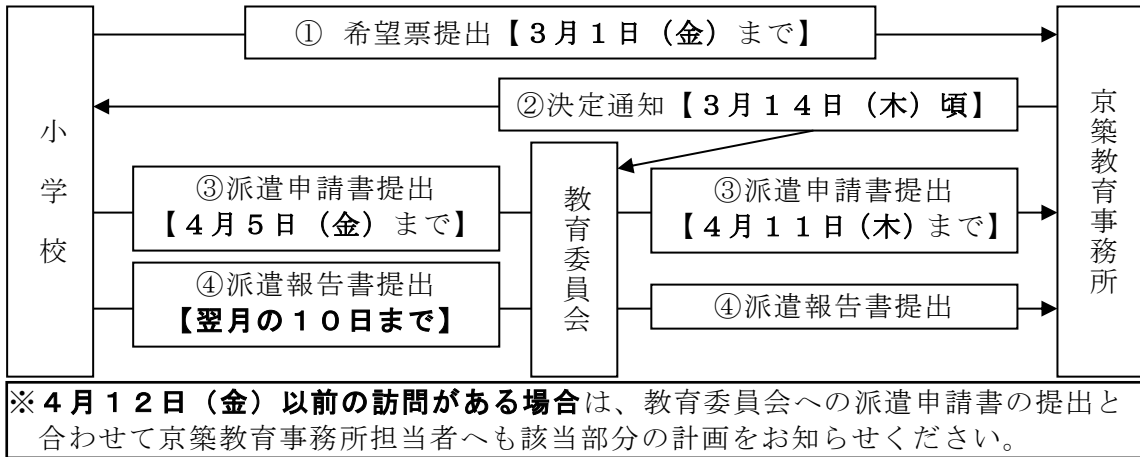 小学校
① 希望票提出【３月１日（金）まで】
②決定通知【３月１４日（木）頃】
③派遣申請書提出
【４月５日（金）まで】
教育委員会
③派遣申請書提出
【４月１１日（木）まで】
④派遣報告書提出
【翌月の１０日まで】
④派遣報告書提出
京築教育事務所
※４月１２日（金）以前の訪問がある場合は、教育委員会への派遣申請書の提出と
合わせて京築教育事務所担当者へも該当部分の計画をお知らせください。